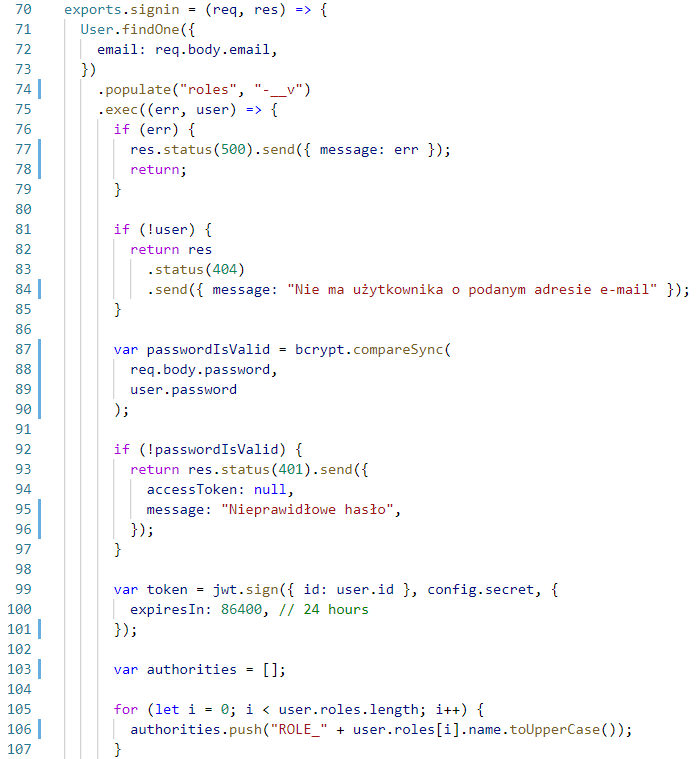 70 exports.signin = (req, res) => {
71 User.findOne({
72 email: req.body.email,
73 })
74 .populate("roles", "-__v")
75 .exec((err, user) => {
76 if (err) {
77 res.status(500).send({ message: err });
78 return;
79 }
80
81 if (!user) {
82 return res
83 .status(404)
84 .send({ message: "Nie ma użytkownika o podanym adresie e-mail" });
85 }
86
87 var passwordIsValid = bcrypt.compareSync(
88 req.body.password,
89 user.password
90 );
91
92 if (!passwordIsValid) {
93 return res.status(401).send({
94 accessToken: null,
95 message: "Nieprawidłowe hasło",
96 });
97 }
98
99 var token = jwt.sign({ id: user.id }, config.secret, {
100 expiresIn: 86400, // 24 hours
101 });
102
103 var authorities = [];
104
105 for (let i = 0; i < user.roles.length; i++) {
106 authorities.push("ROLE_" + user.roles[i].name.toUpperCase());
107 }